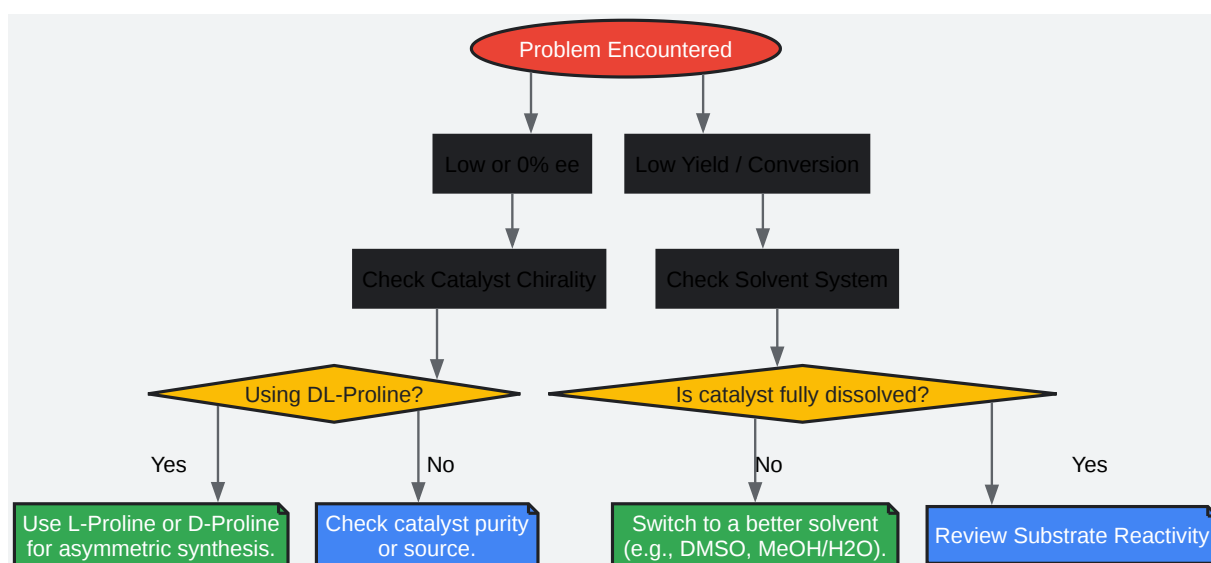 Problem Encountered
Low or 0% ee
Low Yield / Conversion
Check Catalyst Chirality
Check Solvent System
Using DL-Proline?
Is catalyst fully dissolved?
Yes
No
No
Yes
Use L-Proline or D-Proline
for asymmetric synthesis.
Check catalyst purity
or source.
Switch to a better solvent
(e.g., DMSO, MeOH/H2O).
Review Substrate Reactivity